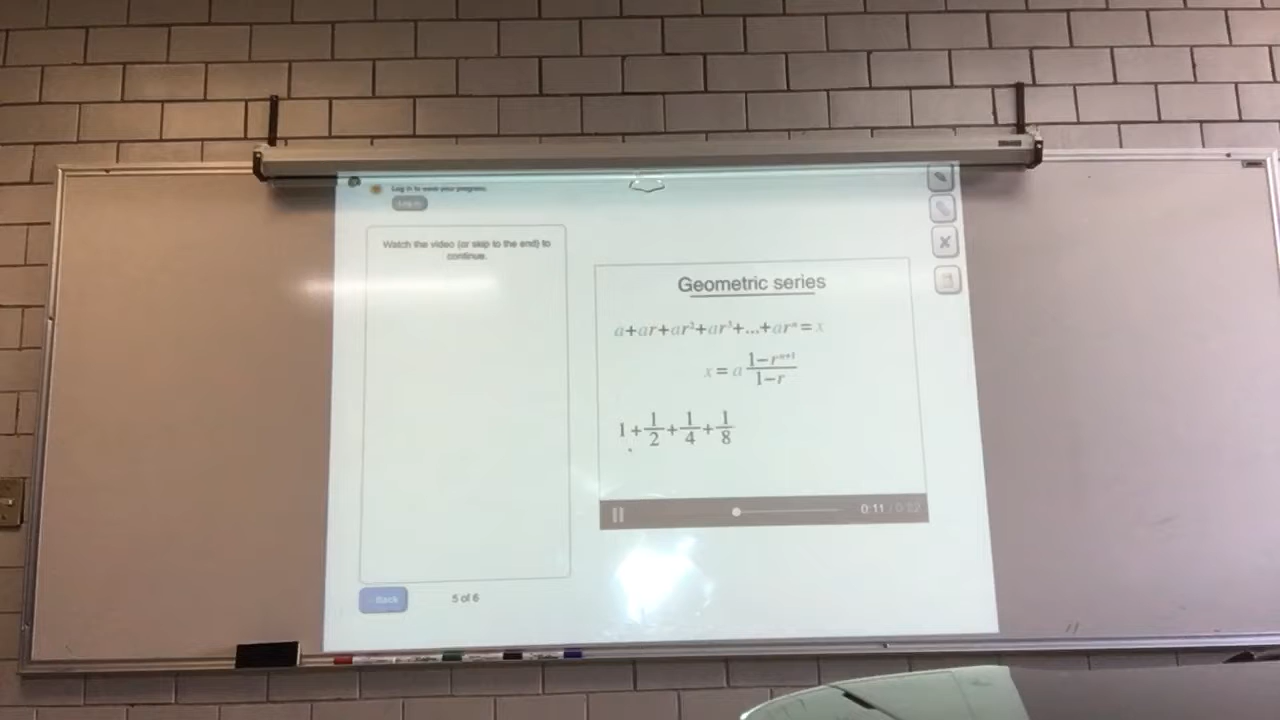 Log in to save your progress.
Log in
Watch the video (or skip to the end) to
continue.
Geometric series
a+ar+ar²+ar³+...+arⁿ = x
x = a (1−rⁿ⁺¹)/(1−r)
1+1/2+1/4+1/8
0:11 /
Back
5 of 6